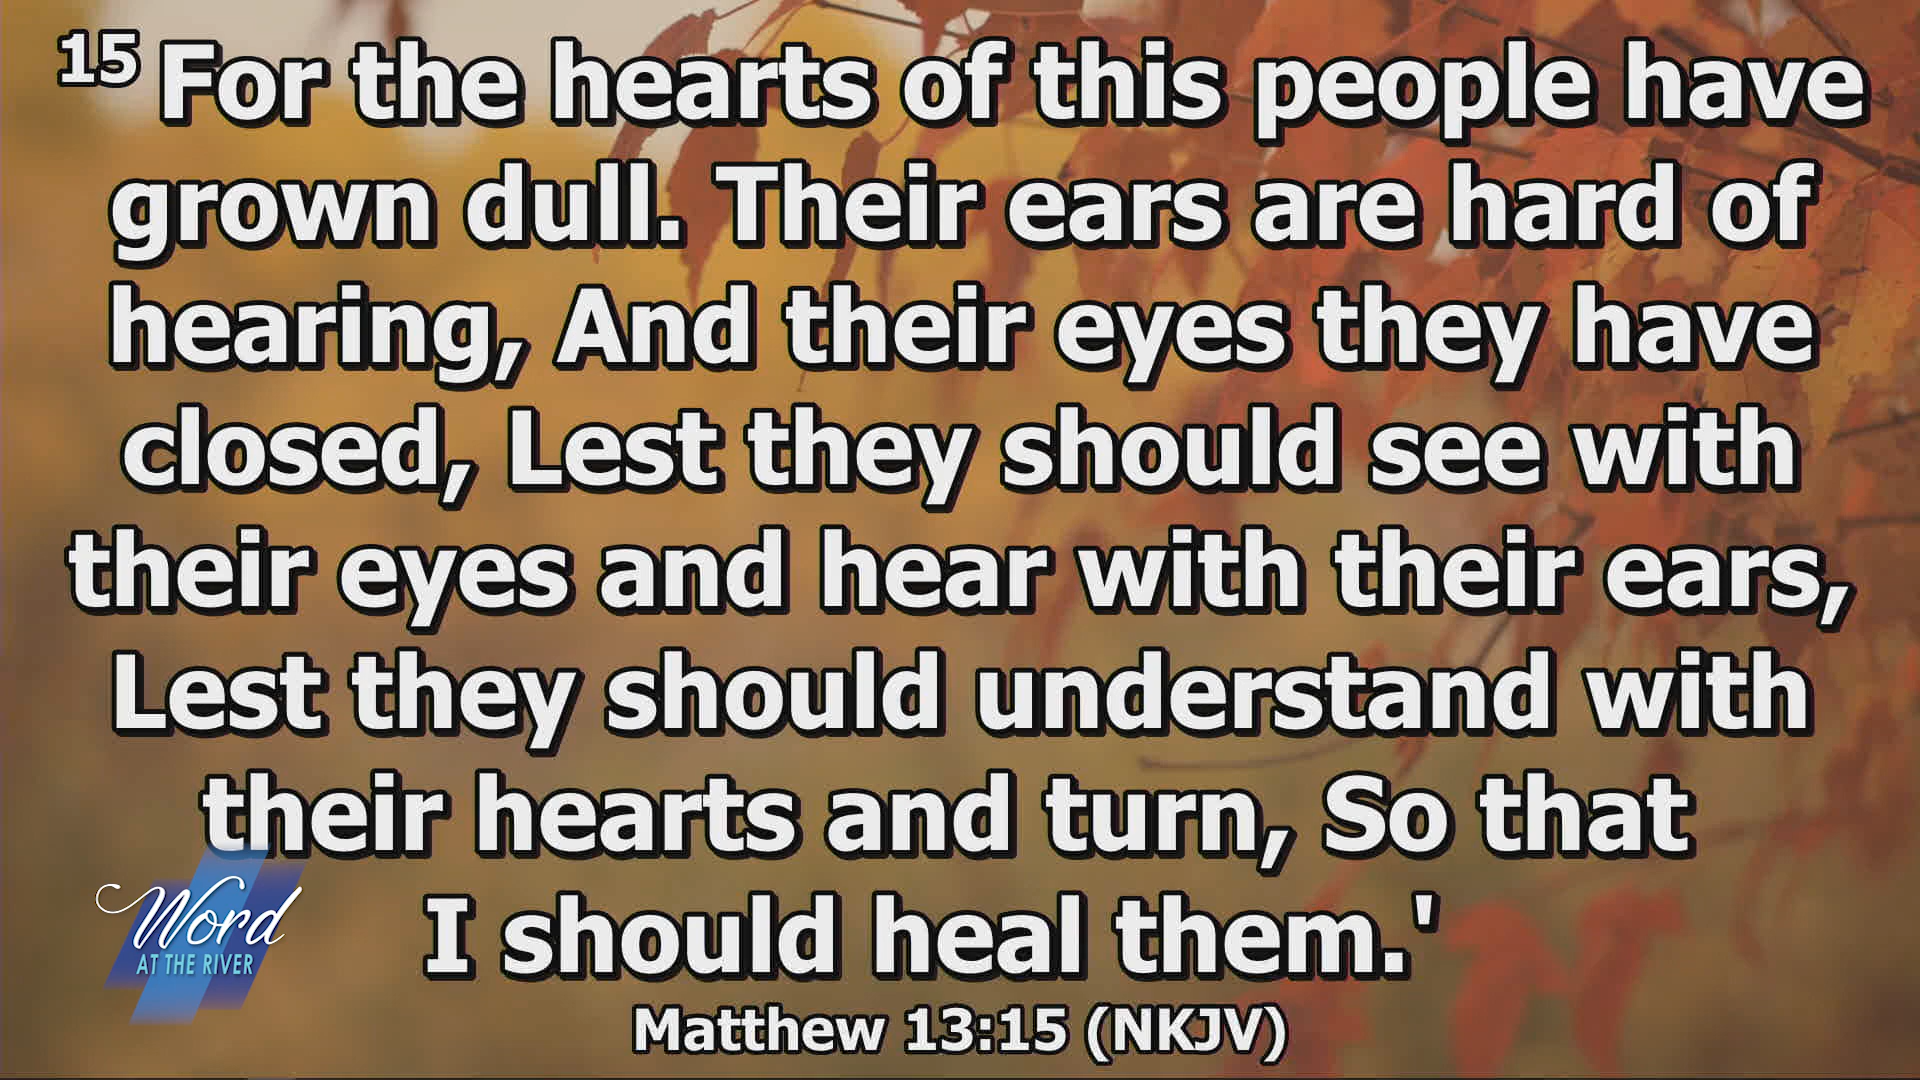 15 For the hearts of this people have
grown dull. Their ears are hard of
hearing, And their eyes they have
closed, Lest they should see with
their eyes and hear with their ears,
Lest they should understand with
their hearts and turn, So that
I should heal them.'
Matthew 13:15 (NKJV)
Word
AT THE RIVER